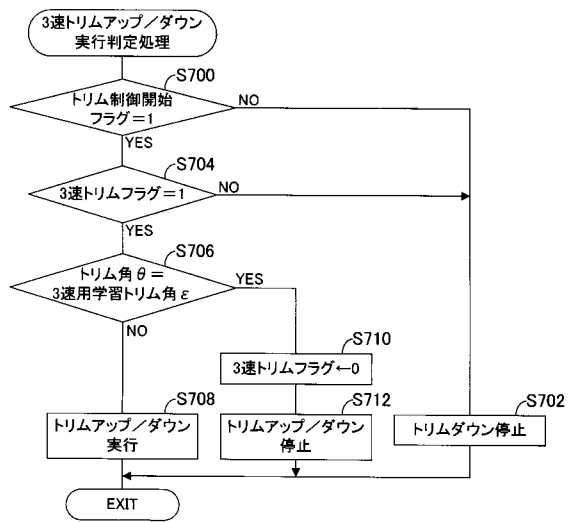 3速トリムアップ／ダウン
実行判定処理
S700
トリム制御開始
フラグ＝1
NO
YES
S704
3速トリムフラグ＝1
NO
YES
S706
トリム角θ＝
3速用学習トリム角ε
YES
NO
S710
3速トリムフラグ←0
S708
トリムアップ／ダウン
実行
S712
トリムアップ／ダウン
停止
S702
トリムダウン停止
EXIT